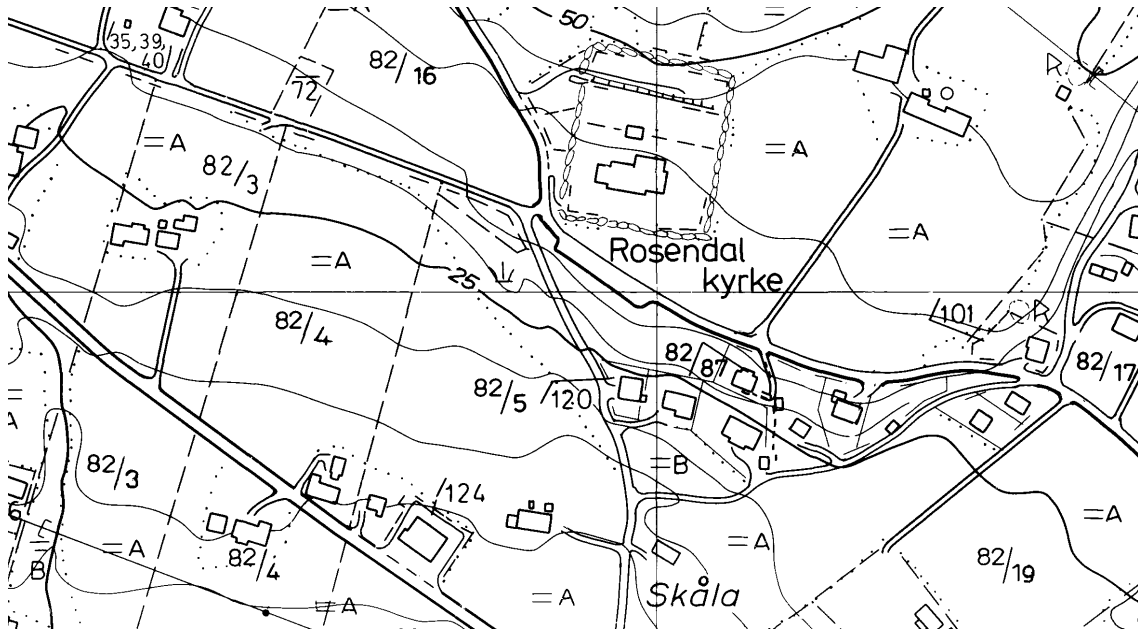 50
35,39,
40
82/16
/72
R
=A
=A
82/3
=A
=A
Rosendal
kyrke
25
/101
R
82/4
82/87
82/17
82/5
/120
A
=B
82/3
/124
=A
=A
=A
B
82/4
82/19
=A
=A
Skåla